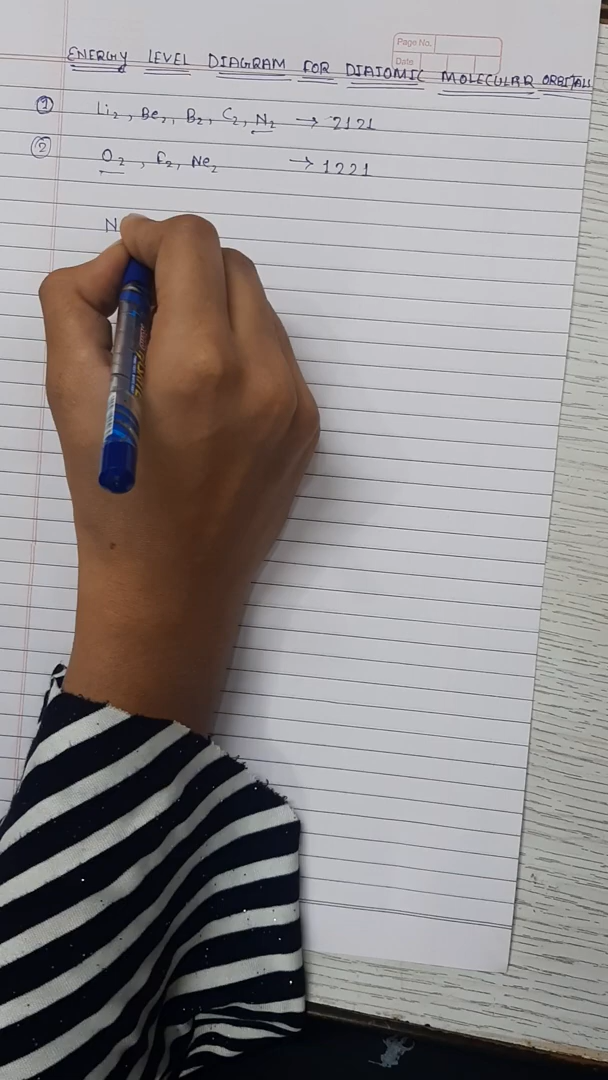 Page No.
Date
ENERGY LEVEL DIAGRAM FOR DIATOMIC MOLECULAR ORBITALS
① Li₂, Be₂, B₂, C₂, N₂ → 2121
② O₂, F₂, Ne₂ → 1221
N